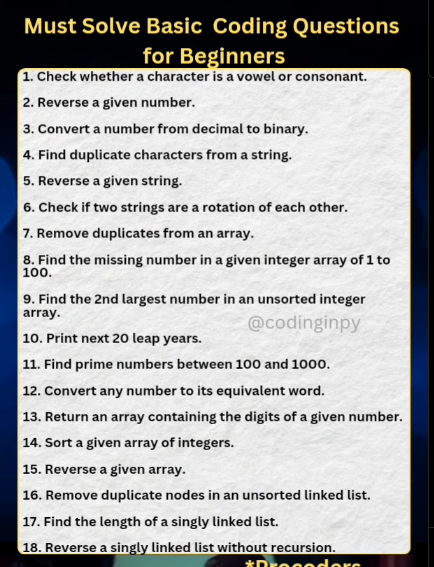 Must Solve Basic Coding Questions
for Beginners
1. Check whether a character is a vowel or consonant.
2. Reverse a given number.
3. Convert a number from decimal to binary.
4. Find duplicate characters from a string.
5. Reverse a given string.
6. Check if two strings are a rotation of each other.
7. Remove duplicates from an array.
8. Find the missing number in a given integer array of 1 to
100.
9. Find the 2nd largest number in an unsorted integer
array.
@codinginpy
10. Print next 20 leap years.
11. Find prime numbers between 100 and 1000.
12. Convert any number to its equivalent word.
13. Return an array containing the digits of a given number.
14. Sort a given array of integers.
15. Reverse a given array.
16. Remove duplicate nodes in an unsorted linked list.
17. Find the length of a singly linked list.
18. Reverse a singly linked list without recursion.